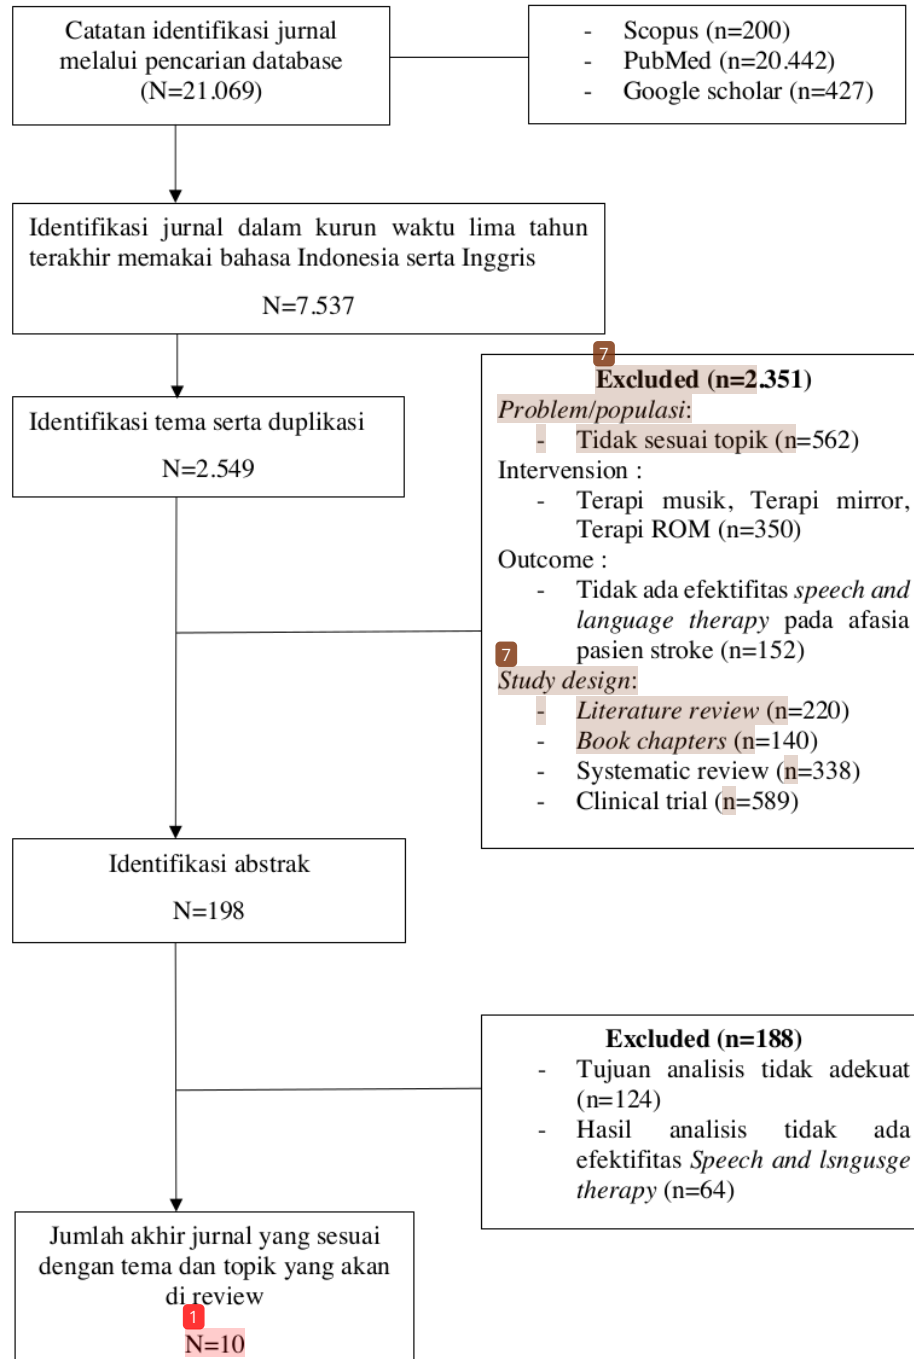 Catatan identifikasi jurnal
melalui pencarian database
(N=21.069)
- Scopus (n=200)
- PubMed (n=20.442)
- Google scholar (n=427)
Identifikasi jurnal dalam kurun waktu lima tahun
terakhir memakai bahasa Indonesia serta Inggris
N=7.537
Identifikasi tema serta duplikasi
N=2.549
7
Excluded (n=2.351)
Problem/populasi:
- Tidak sesuai topik (n=562)
Intervension :
- Terapi musik, Terapi mirror,
Terapi ROM (n=350)
Outcome :
- Tidak ada efektifitas speech and
language therapy pada afasia
pasien stroke (n=152)
7
Study design:
- Literature review (n=220)
- Book chapters (n=140)
- Systematic review (n=338)
- Clinical trial (n=589)
Identifikasi abstrak
N=198
Excluded (n=188)
- Tujuan analisis tidak adekuat
(n=124)
- Hasil analisis tidak ada
efektifitas Speech and lsngusge
therapy (n=64)
Jumlah akhir jurnal yang sesuai
dengan tema dan topik yang akan
di review
1
N=10